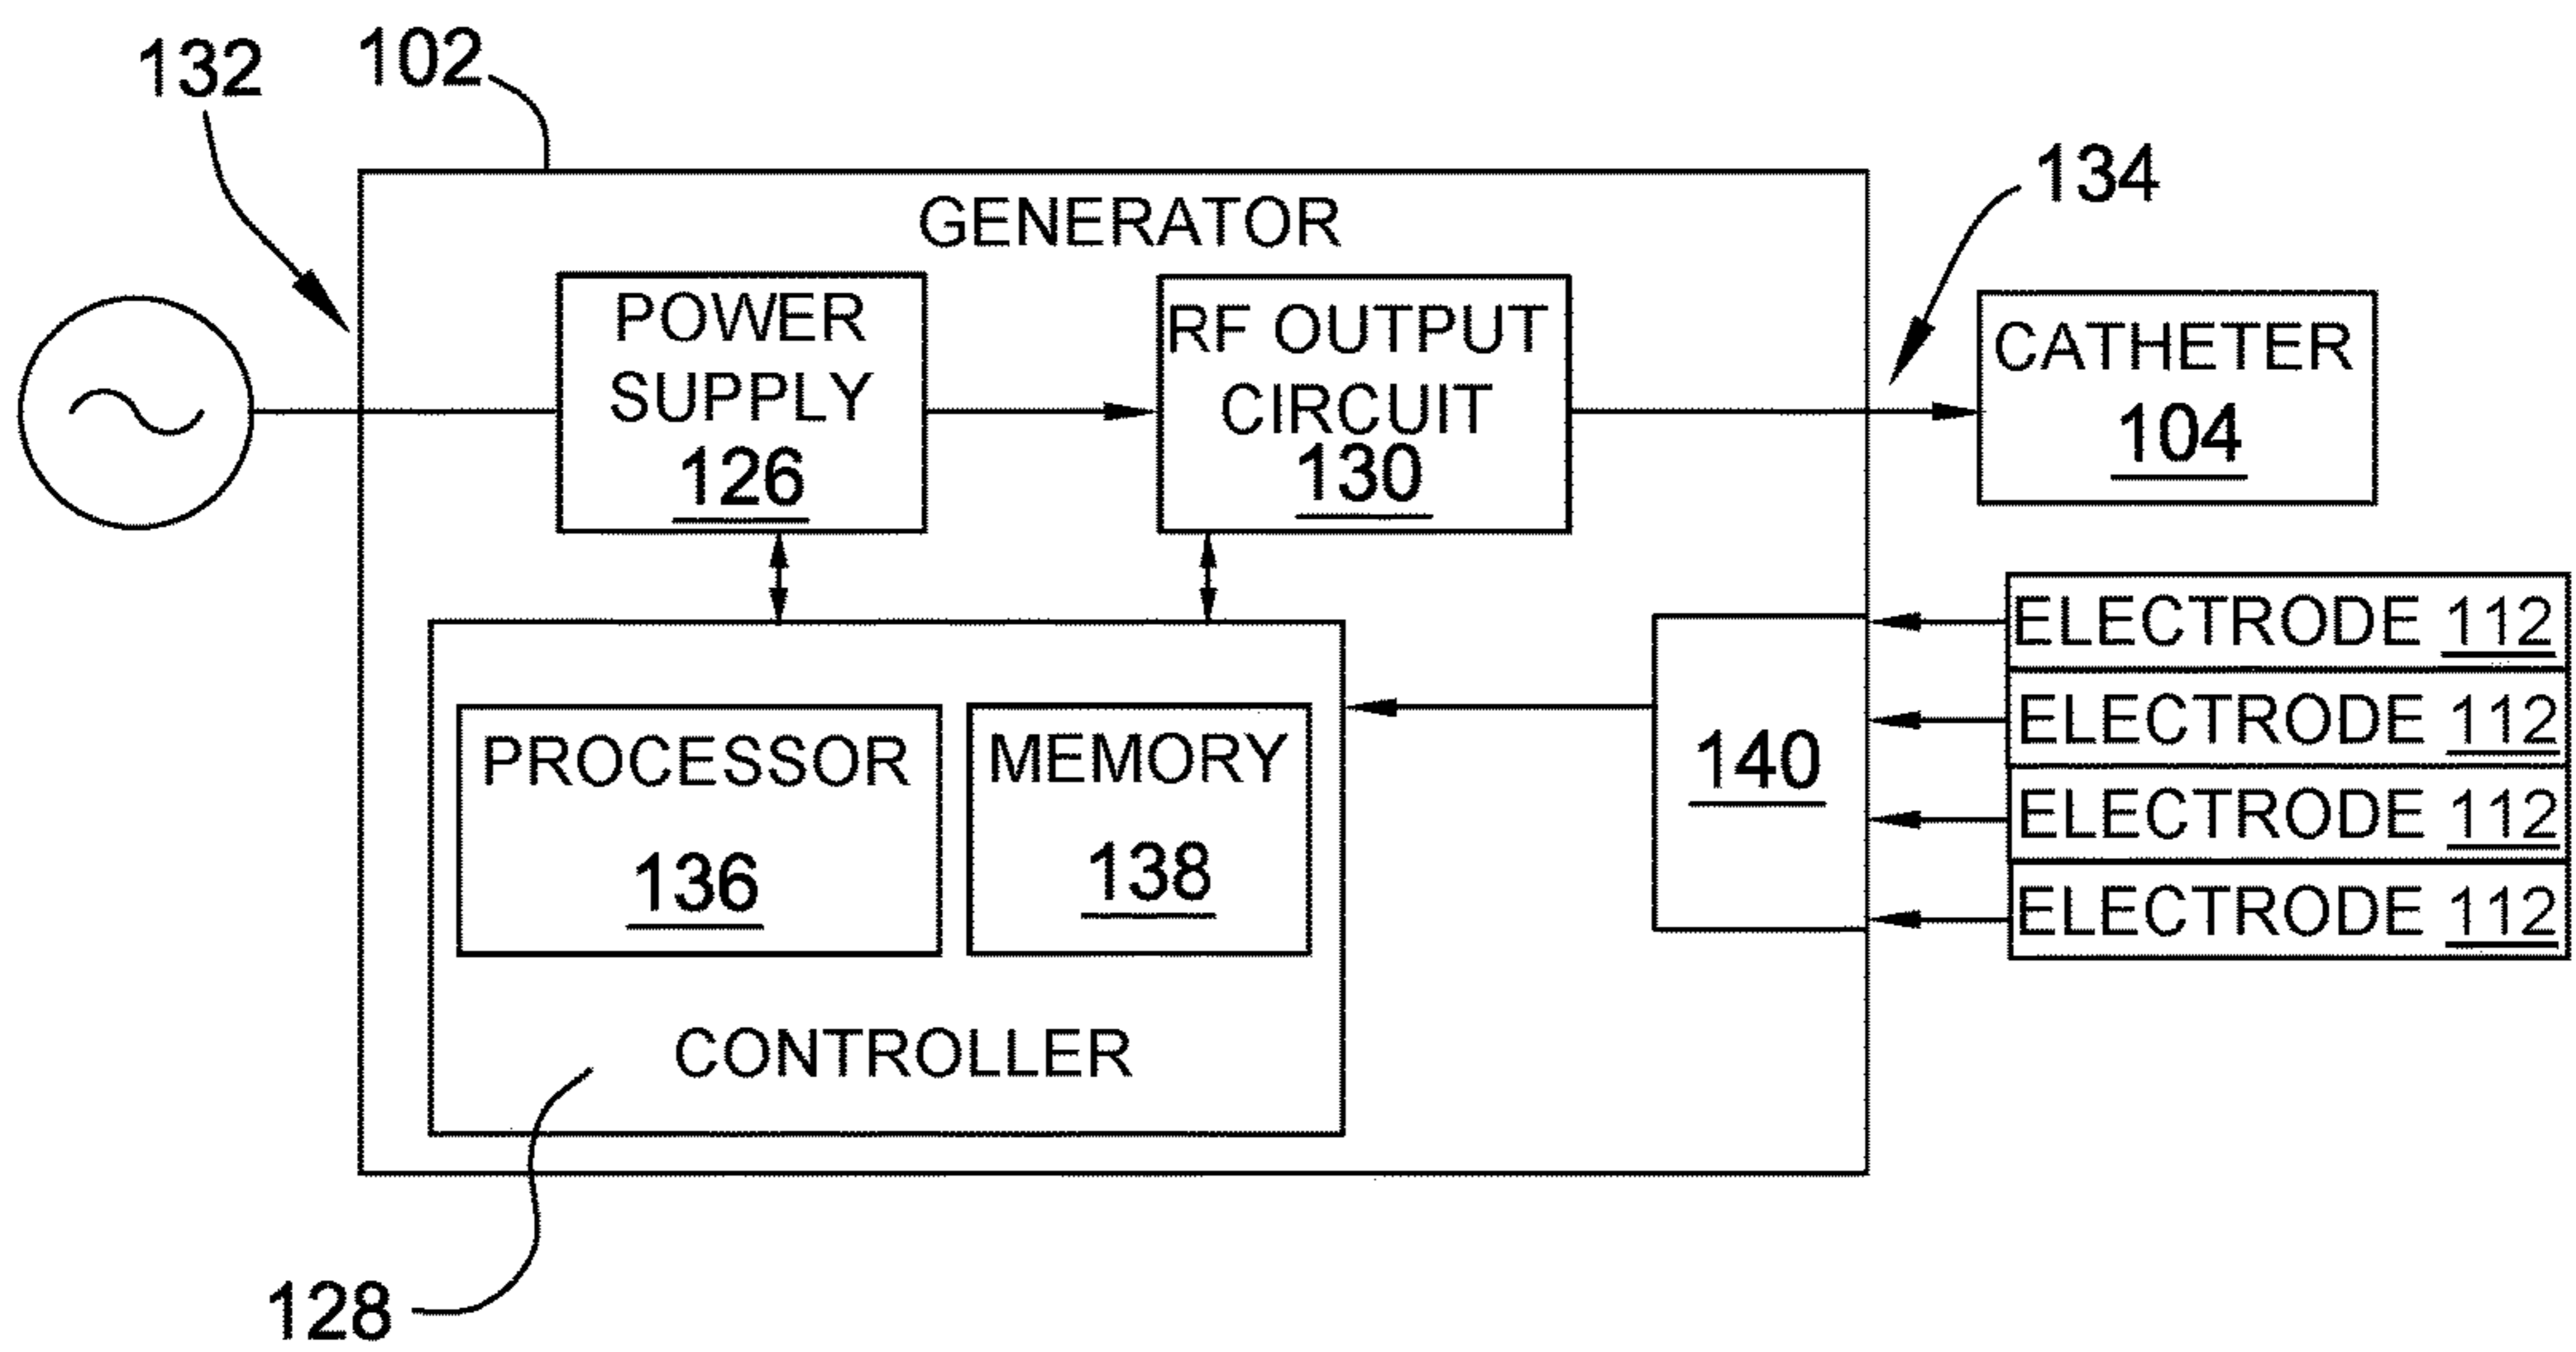 132
102
134
GENERATOR
POWER
SUPPLY
126
RF OUTPUT
CIRCUIT
130
CATHETER
104
ELECTRODE 112
ELECTRODE 112
ELECTRODE 112
ELECTRODE 112
140
PROCESSOR
136
MEMORY
138
CONTROLLER
128